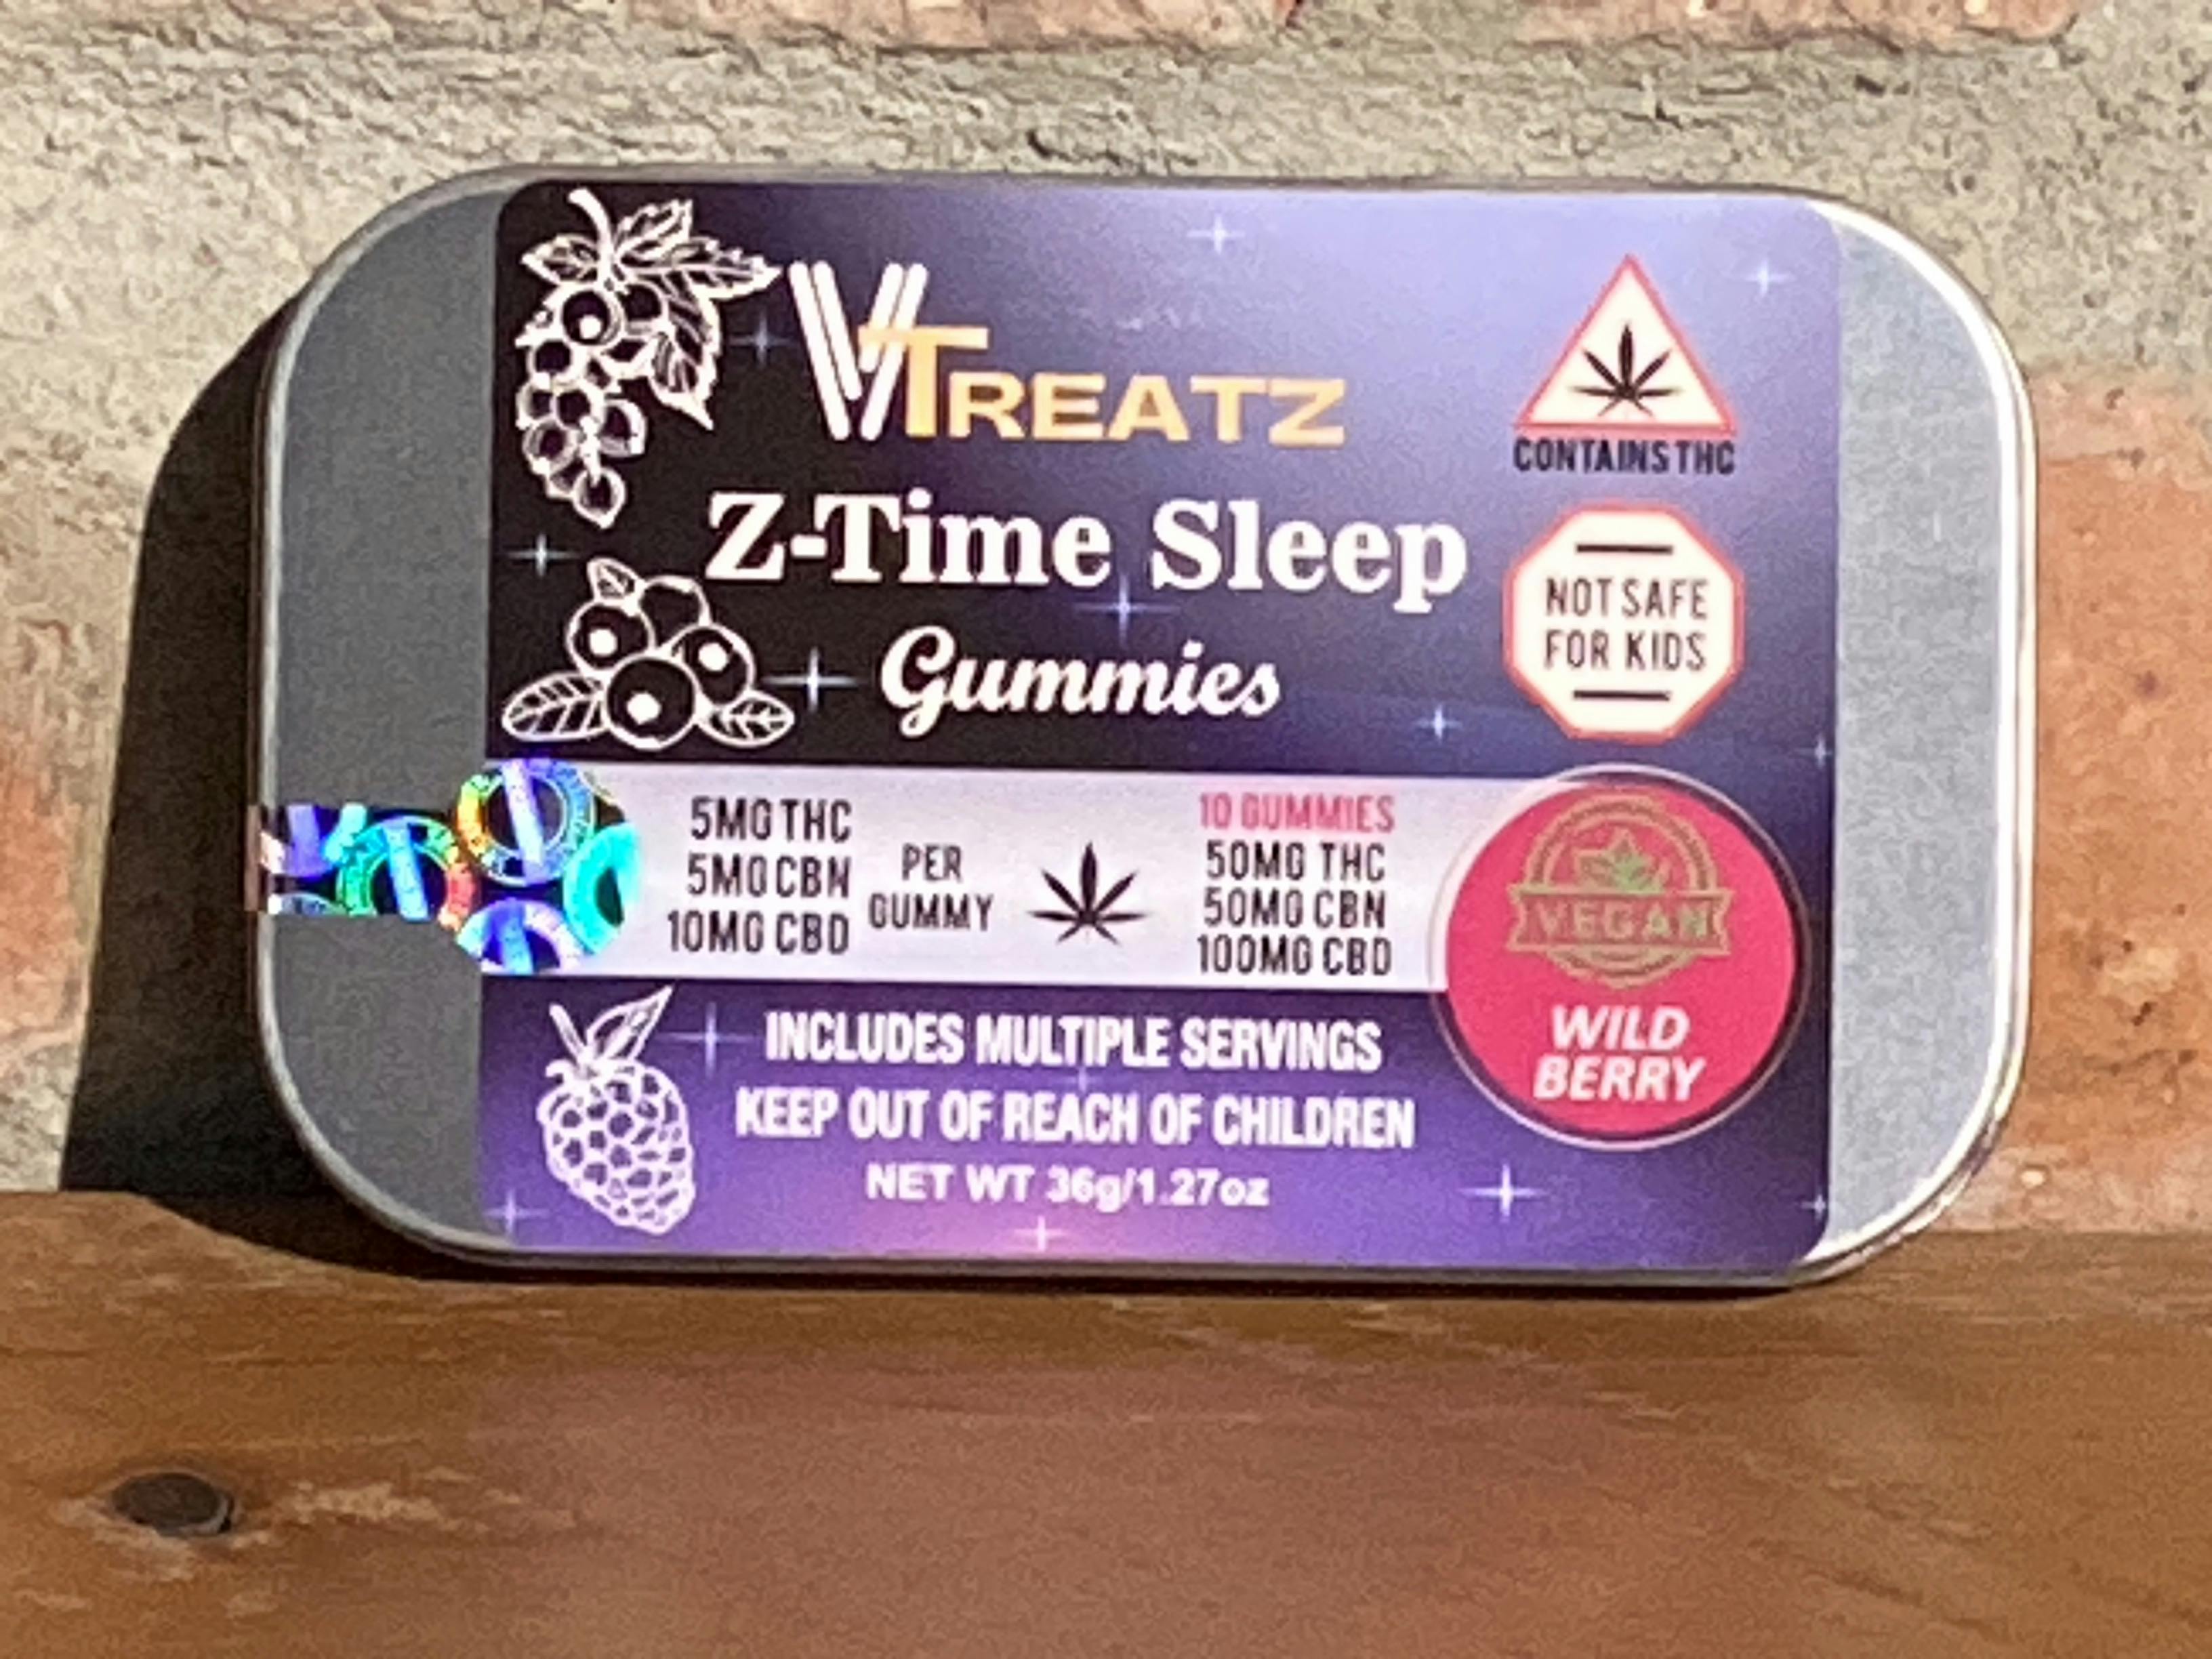 VTREATZ
CONTAINS THC
Z-Time Sleep
Gummies
NOT SAFE
FOR KIDS
5MG THC
5MG CBN
10MG CBD
PER
GUMMY
10 GUMMIES
50MG THC
50MG CBN
100MG CBD
VEGAN
WILD
BERRY
INCLUDES MULTIPLE SERVINGS
KEEP OUT OF REACH OF CHILDREN
NET WT 36g/1.27oz